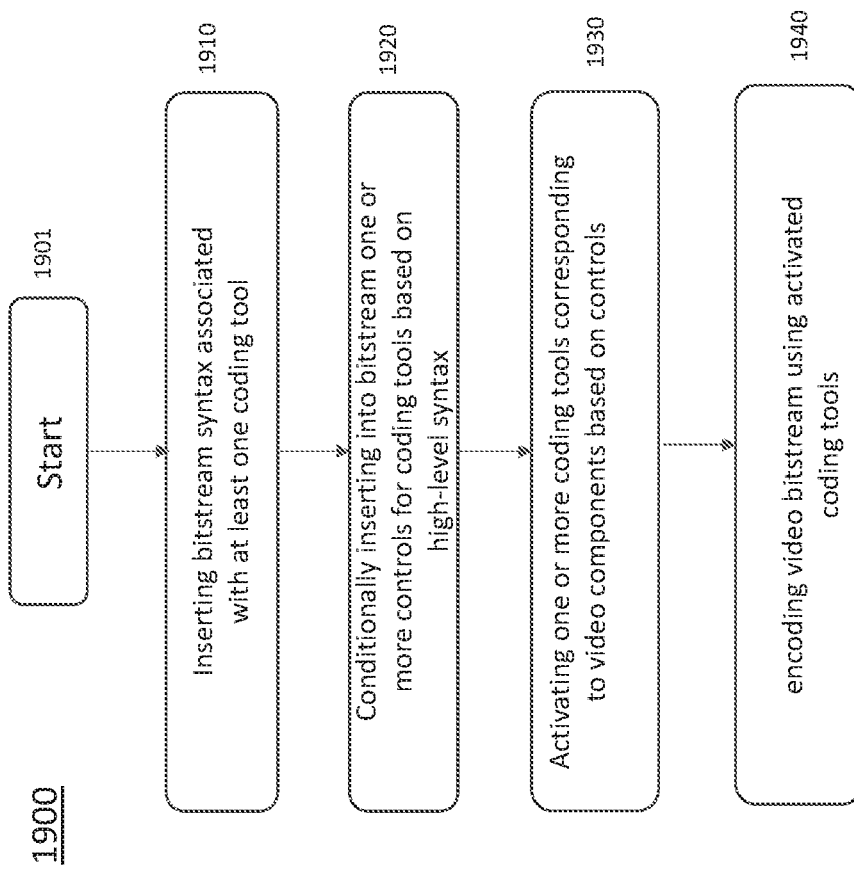 1900
Start
1901
Inserting bitstream syntax associated
with at least one coding tool
1910
Conditionally inserting into bitstream one or
more controls for coding tools based on
high-level syntax
1920
Activating one or more coding tools corresponding
to video components based on controls
1930
encoding video bitstream using activated
coding tools
1940